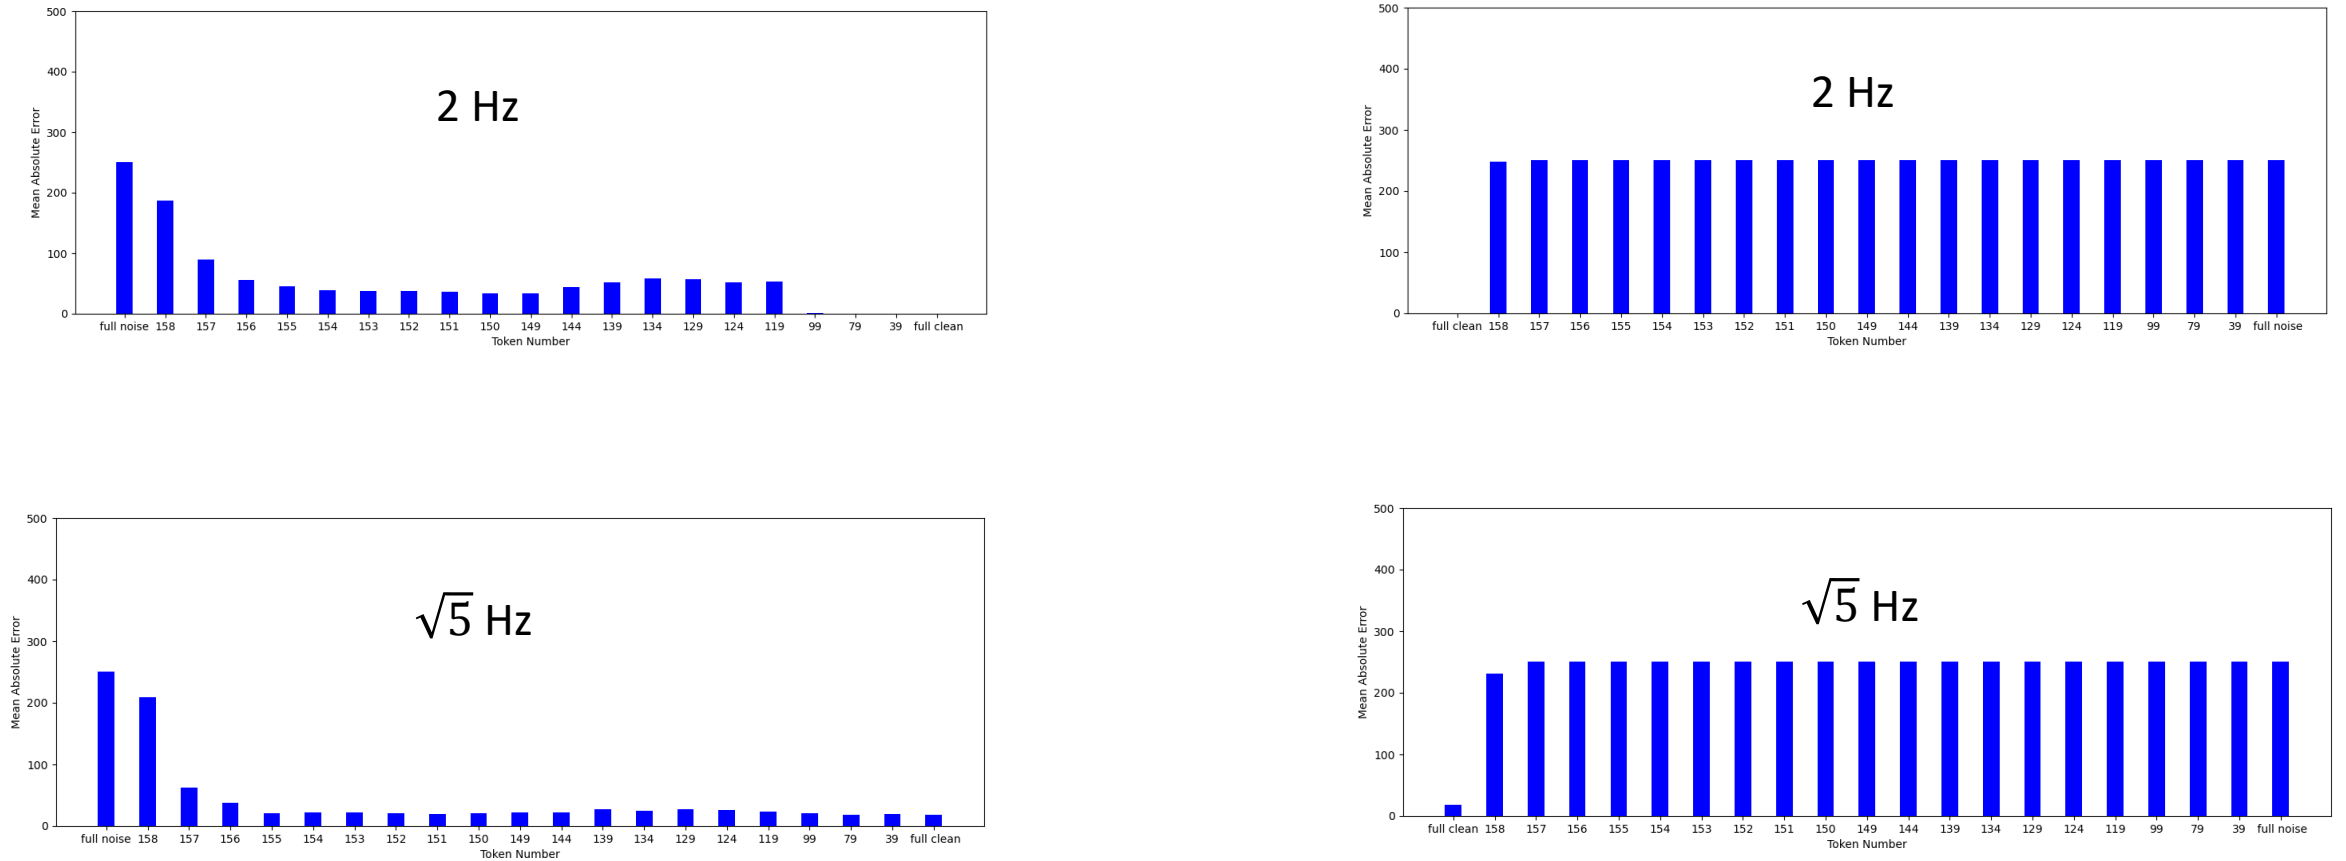 500
400
300
200
100
0
Mean Absolute Error
2 Hz
full noise 158 157 156 155 154 153 152 151 150 149 144 139 134 129 124 119 99 79 39 full clean
Token Number
500
400
300
200
100
0
Mean Absolute Error
2 Hz
full clean 158 157 156 155 154 153 152 151 150 149 144 139 134 129 124 119 99 79 39 full noise
Token Number
500
400
300
200
100
0
Mean Absolute Error
√5 Hz
full noise 158 157 156 155 154 153 152 151 150 149 144 139 134 129 124 119 99 79 39 full clean
Token Number
500
400
300
200
100
0
Mean Absolute Error
√5 Hz
full clean 158 157 156 155 154 153 152 151 150 149 144 139 134 129 124 119 99 79 39 full noise
Token Number